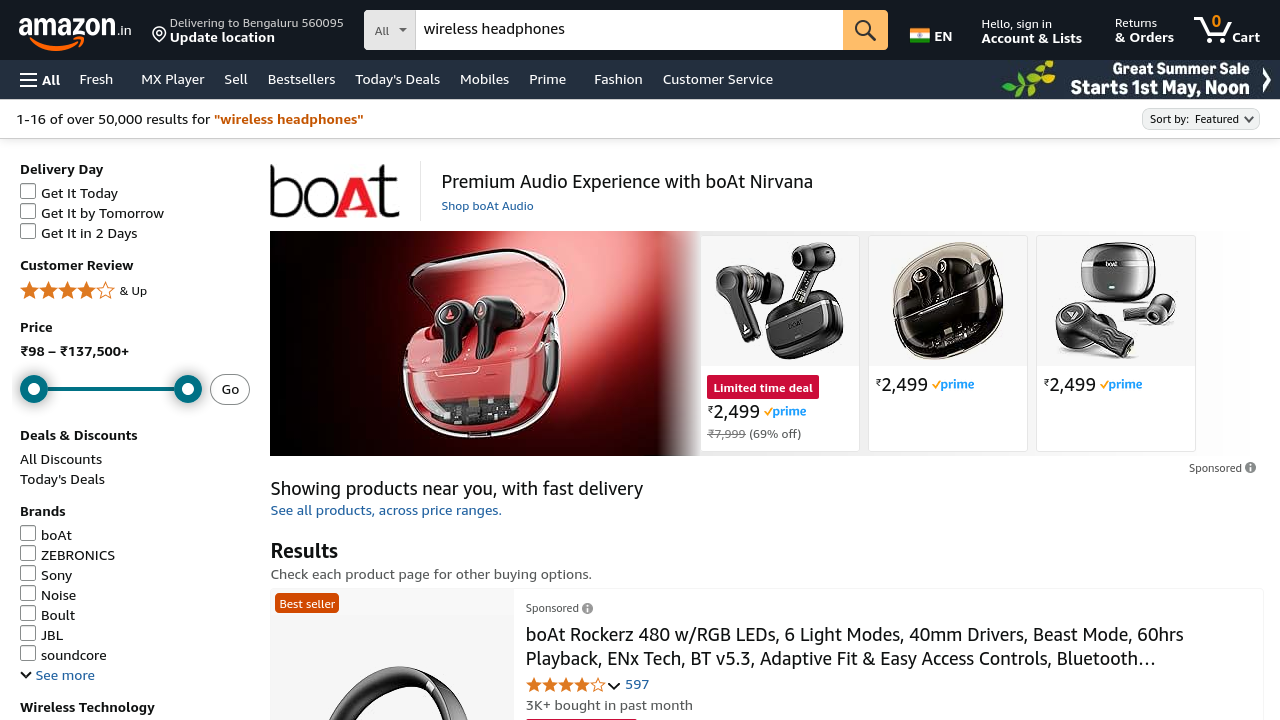 amazon.in
Delivering to Bengaluru 560095
Update location
All
wireless headphones
EN
Hello, sign in
Account & Lists
Returns
& Orders
0
Cart
All
Fresh
MX Player
Sell
Bestsellers
Today's Deals
Mobiles
Prime
Fashion
Customer Service
Great Summer Sale
Starts 1st May, Noon
1-16 of over 50,000 results for "wireless headphones"
Sort by: Featured
Delivery Day
Get It Today
Get It by Tomorrow
Get It in 2 Days
Customer Review
& Up
Price
₹98 – ₹137,500+
Go
Deals & Discounts
All Discounts
Today's Deals
Brands
boAt
ZEBRONICS
Sony
Noise
Boult
JBL
soundcore
See more
Wireless Technology
boAt
Premium Audio Experience with boAt Nirvana
Shop boAt Audio
boAt
boAt
Limited time deal
₹2,499 prime
₹7,999 (69% off)
₹2,499 prime
₹2,499 prime
Sponsored
Showing products near you, with fast delivery
See all products, across price ranges.
Results
Check each product page for other buying options.
Best seller
Sponsored
boAt Rockerz 480 w/RGB LEDs, 6 Light Modes, 40mm Drivers, Beast Mode, 60hrs
Playback, ENx Tech, BT v5.3, Adaptive Fit & Easy Access Controls, Bluetooth…
597
3K+ bought in past month